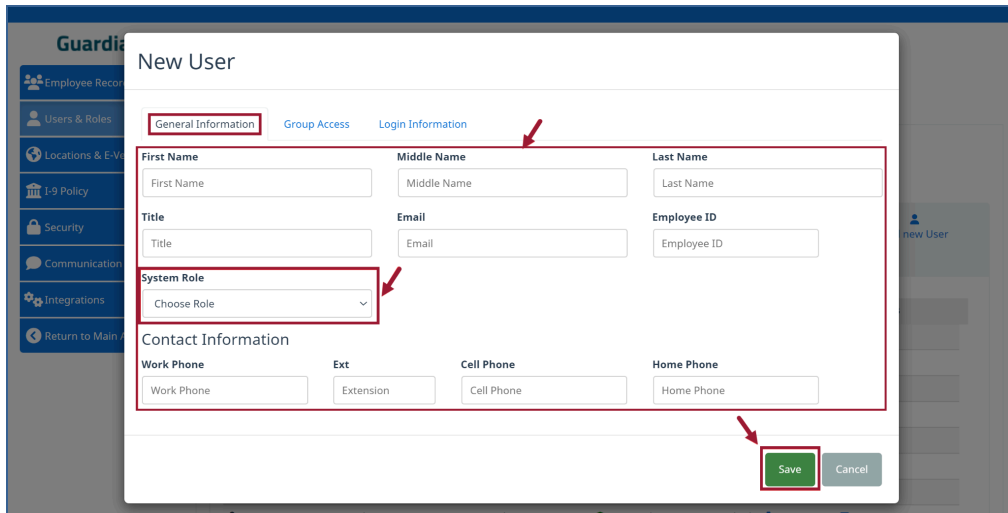 Guardia
New User
Employee Recor
Users & Roles
Locations & E-Ve
I-9 Policy
Security
Communication
Integrations
Return to Main A
General Information Group Access Login Information
First Name Middle Name Last Name
First Name Middle Name Last Name
Title Email Employee ID
Title Email Employee ID
new User
System Role
Choose Role
Contact Information
Work Phone Ext Cell Phone Home Phone
Work Phone Extension Cell Phone Home Phone
Save Cancel